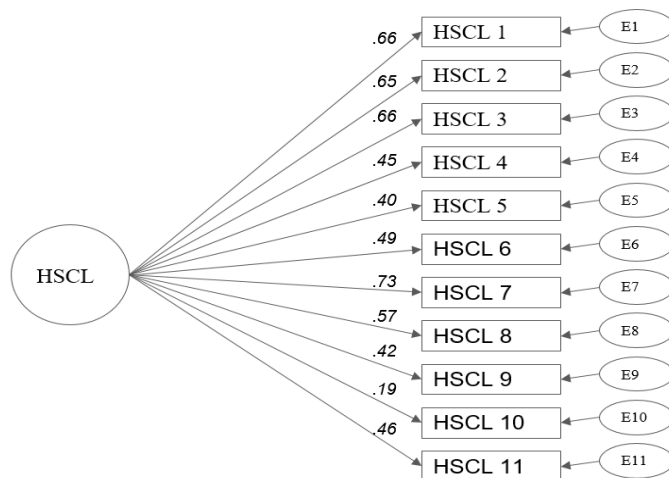 HSCL
.66
.65
.66
.45
.40
.49
.73
.57
.42
.19
.46
HSCL 1
HSCL 2
HSCL 3
HSCL 4
HSCL 5
HSCL 6
HSCL 7
HSCL 8
HSCL 9
HSCL 10
HSCL 11
E1
E2
E3
E4
E5
E6
E7
E8
E9
E10
E11